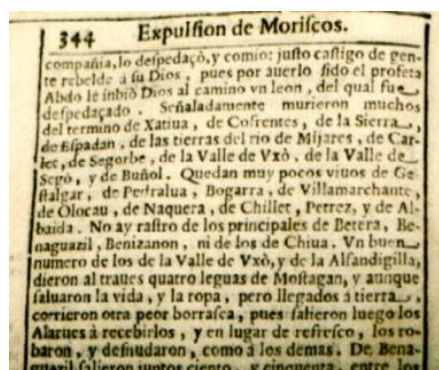 344 Expulſion de Moriſcos.
compañia, lo deſpedaçò, y comio: juſto caſtigo de gen-
te rebelde à ſu Dios, pues por auerlo ſido el profeta
Abdo le inbiò Dios al camino vn leon, del qual fue
deſpedaçado. Señaladamente murieron muchos
del termino de Xatiua, de Cofrentes, de la Sierra,
de Eſpadan, de las tierras del rio de Mijares, de Car-
let, de Segorbe, de la Valle de Vxò, de la Valle de
Segò, y de Buñol. Quedan muy pocos viuos de Ge-
ſtalgar, de Pedralua, Bogarra, de Villamarchante,
de Olocau, de Naquera, de Chillet, Petrez, y de Al-
baida. No ay raſtro de los principales de Betera, Be-
naguazil, Benizanon, ni de los de Chiua. Vn buen
numero de los de la Valle de Vxò, y de la Alfandigilla,
dieron al traues quatro leguas de Moſtagan, y aunque
ſaluaron la vida, y la ropa, pero llegados à tierra,
corrieron otra peor borraſca, pues ſalieron luego los
Alarues à recebirlos, y en lugar de refreſco, los ro-
baron, y deſnudaron, como à los demas. De Bena-
guazil ſalieron juntos ciento, y cinquenta, entre los